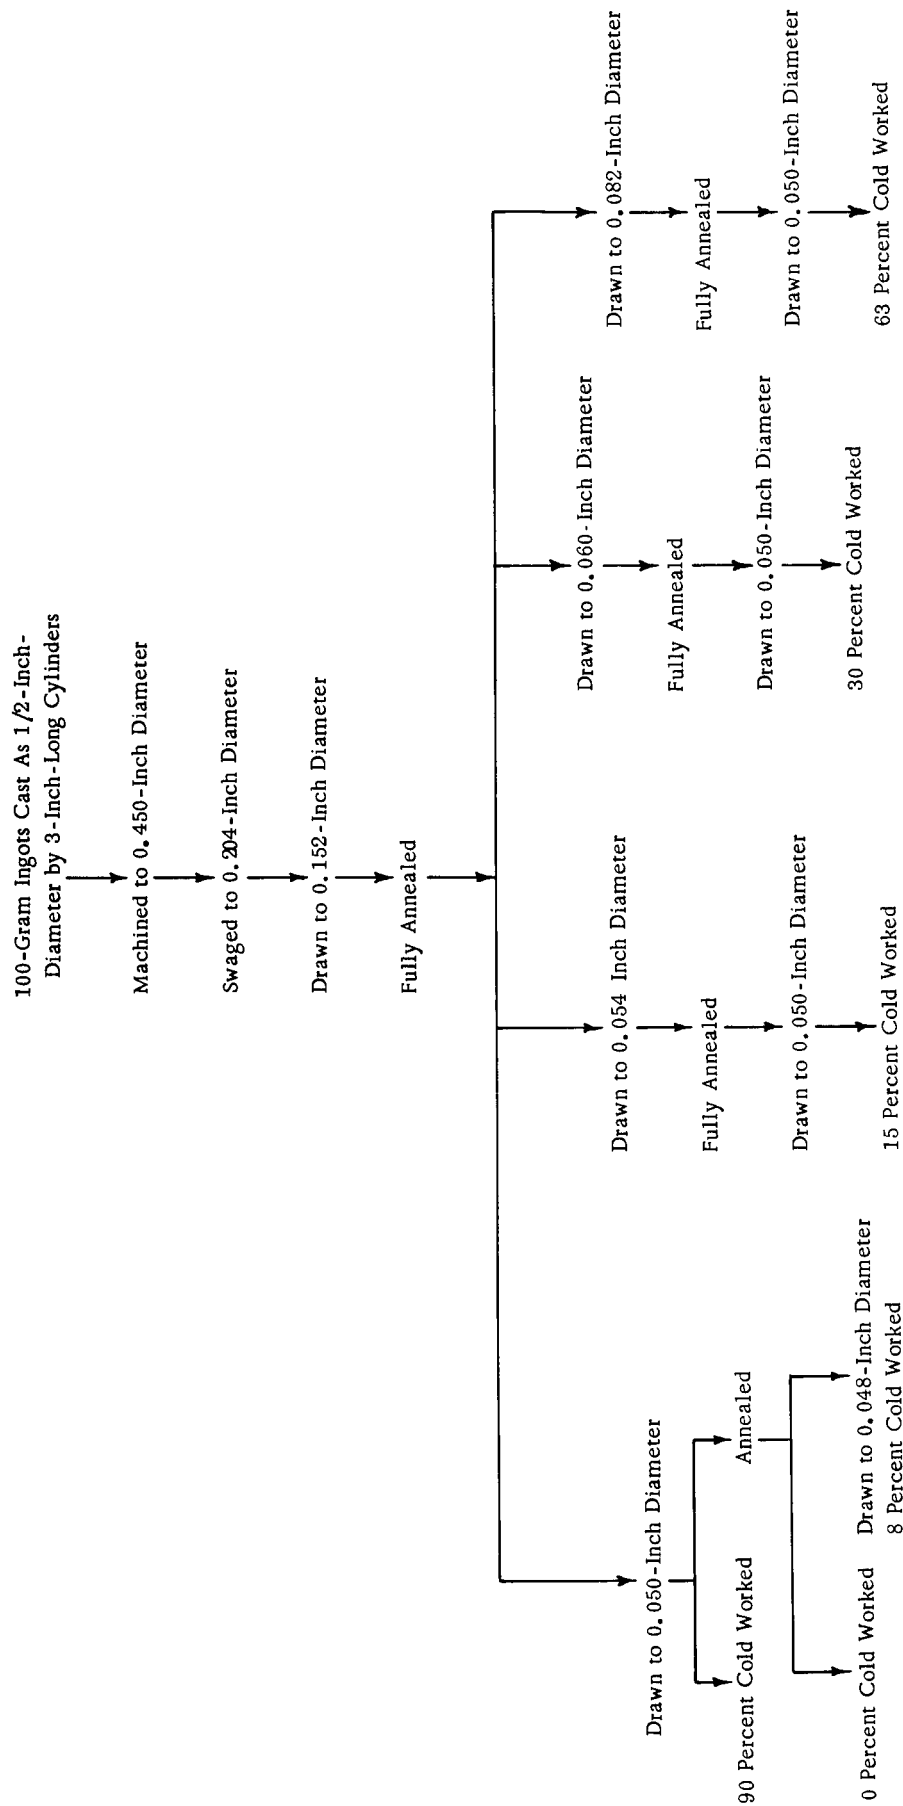 100-Gram Ingots Cast As 1/2-Inch-
Diameter by 3-Inch-Long Cylinders
Machined to 0.450-Inch Diameter
Swaged to 0.204-Inch Diameter
Drawn to 0.152-Inch Diameter
Fully Annealed
Drawn to 0.050-Inch Diameter
90 Percent Cold Worked
Annealed
0 Percent Cold Worked
Drawn to 0.048-Inch Diameter
8 Percent Cold Worked
Drawn to 0.054 Inch Diameter
Fully Annealed
Drawn to 0.050-Inch Diameter
15 Percent Cold Worked
Drawn to 0.060-Inch Diameter
Fully Annealed
Drawn to 0.050-Inch Diameter
30 Percent Cold Worked
Drawn to 0.082-Inch Diameter
Fully Annealed
Drawn to 0.050-Inch Diameter
63 Percent Cold Worked